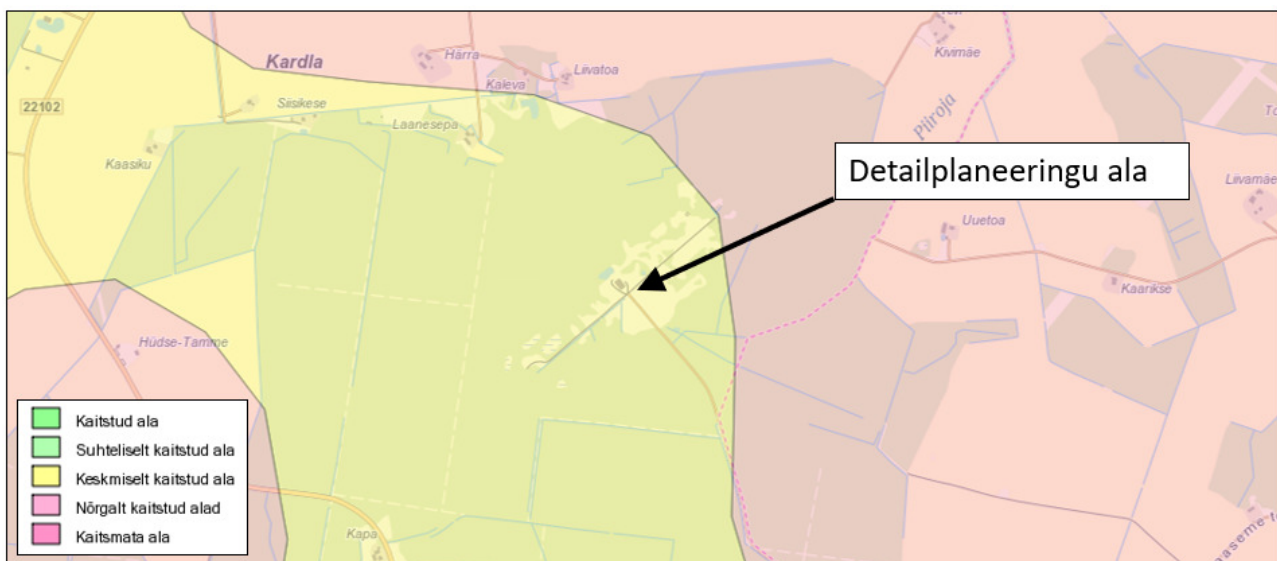 Kivimäe
Kardla
Härra
Liivatoa
Kaleva
22102
Siisikese
Laanesepa
Kaasiku
Piiroja
Detailplaneeringu ala
Liivamäe
Uuetoa
Kaarikse
Hüdse-Tamme
Kaitstud ala
Suhteliselt kaitstud ala
Keskmiselt kaitstud ala
Nõrgalt kaitstud alad
Kaitsmata ala
Kapa